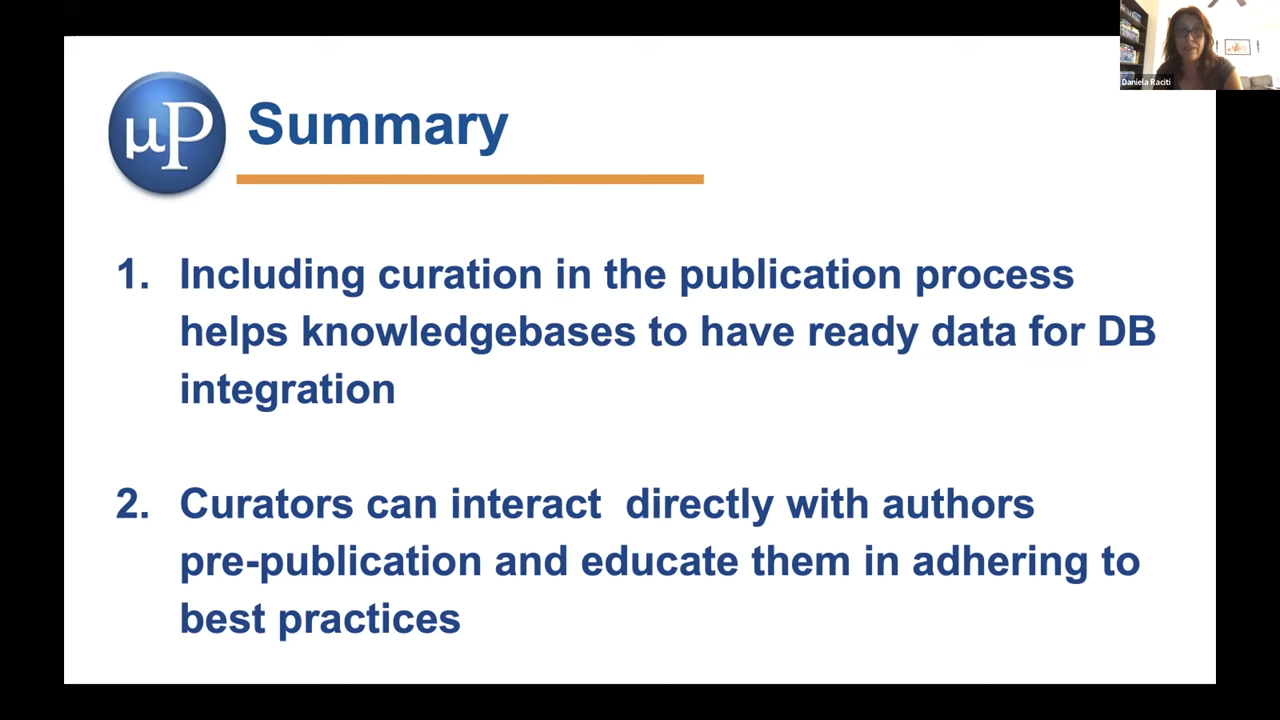 Daniela Raciti
µP Summary
1. Including curation in the publication process
helps knowledgebases to have ready data for DB
integration
2. Curators can interact  directly with authors
pre-publication and educate them in adhering to
best practices